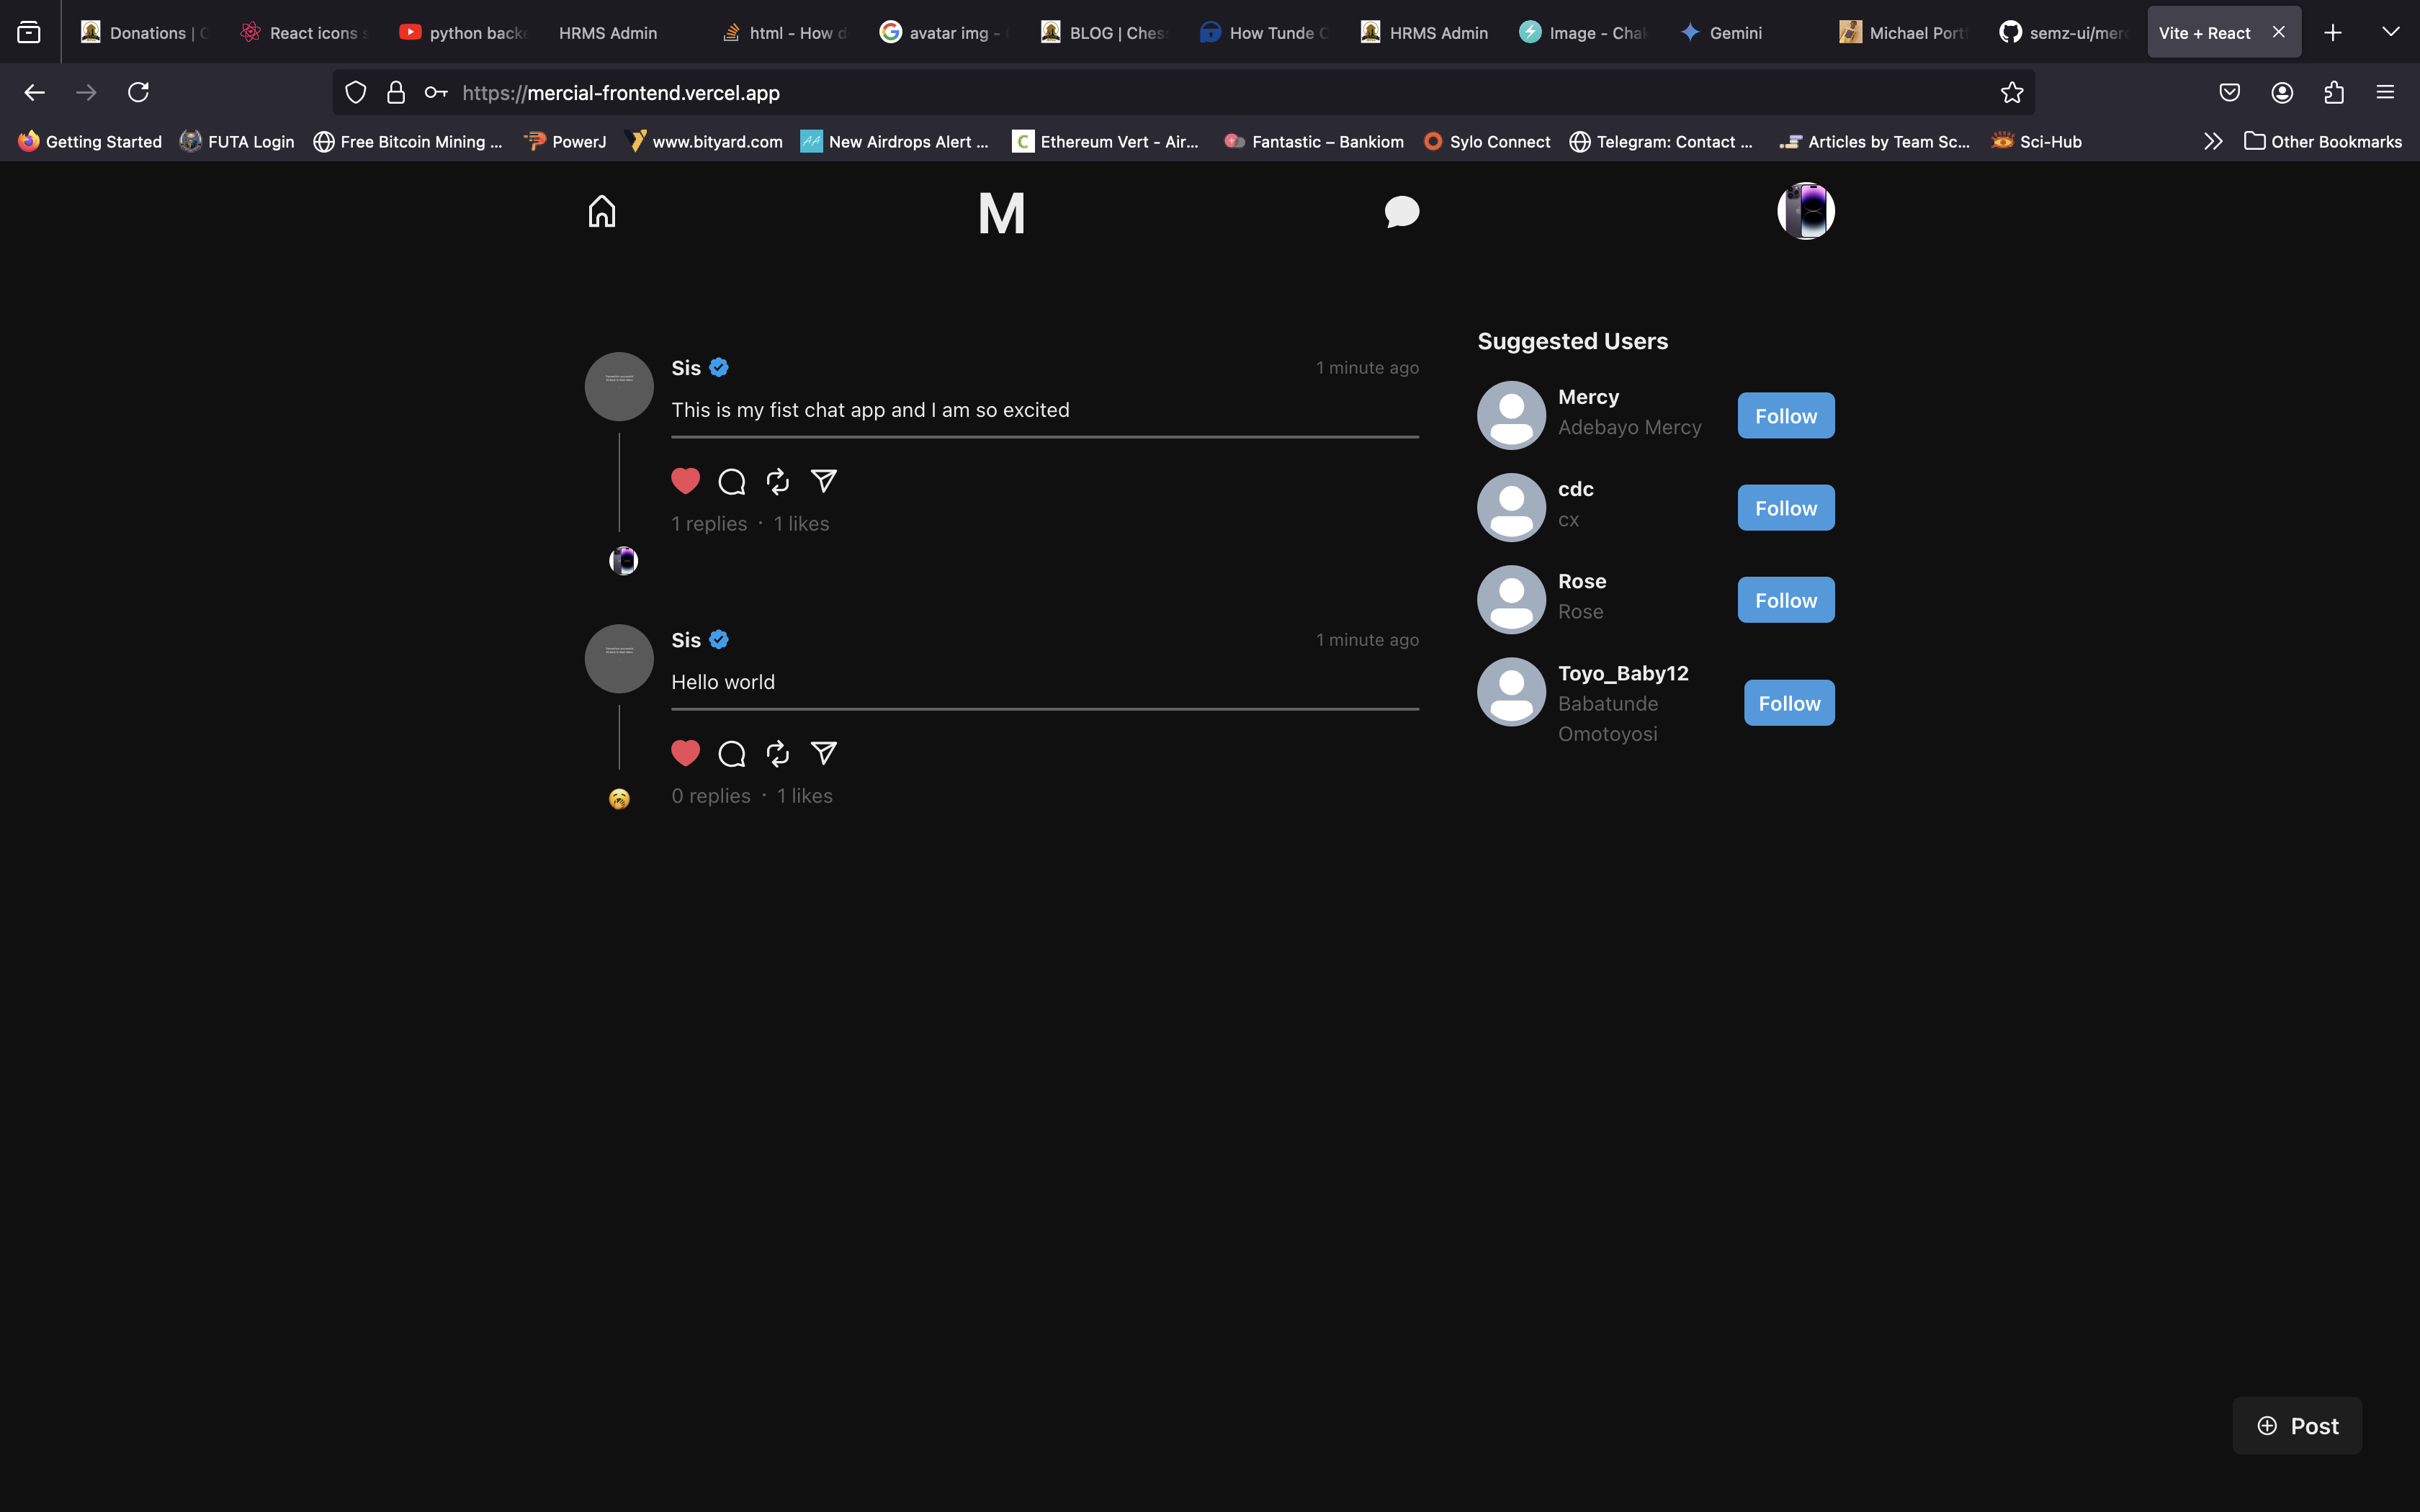 Donations | C
React icons s
python backe
HRMS Admin
html - How d
avatar img -
BLOG | Ches
How Tunde C
HRMS Admin
Image - Cha
Gemini
Michael Port
semz-ui/mer
Vite + React
https://mercial-frontend.vercel.app
Getting Started
FUTA Login
Free Bitcoin Mining ...
PowerJ
www.bityard.com
New Airdrops Alert ...
Ethereum Vert - Air...
Fantastic – Bankiom
Sylo Connect
Telegram: Contact ...
Articles by Team Sc...
Sci-Hub
Other Bookmarks
M
Sis
1 minute ago
This is my fist chat app and I am so excited
1 replies · 1 likes
Sis
1 minute ago
Hello world
0 replies · 1 likes
Suggested Users
Mercy
Adebayo Mercy
Follow
cdc
cx
Follow
Rose
Rose
Follow
Toyo_Baby12
Babatunde
Omotoyosi
Follow
Post